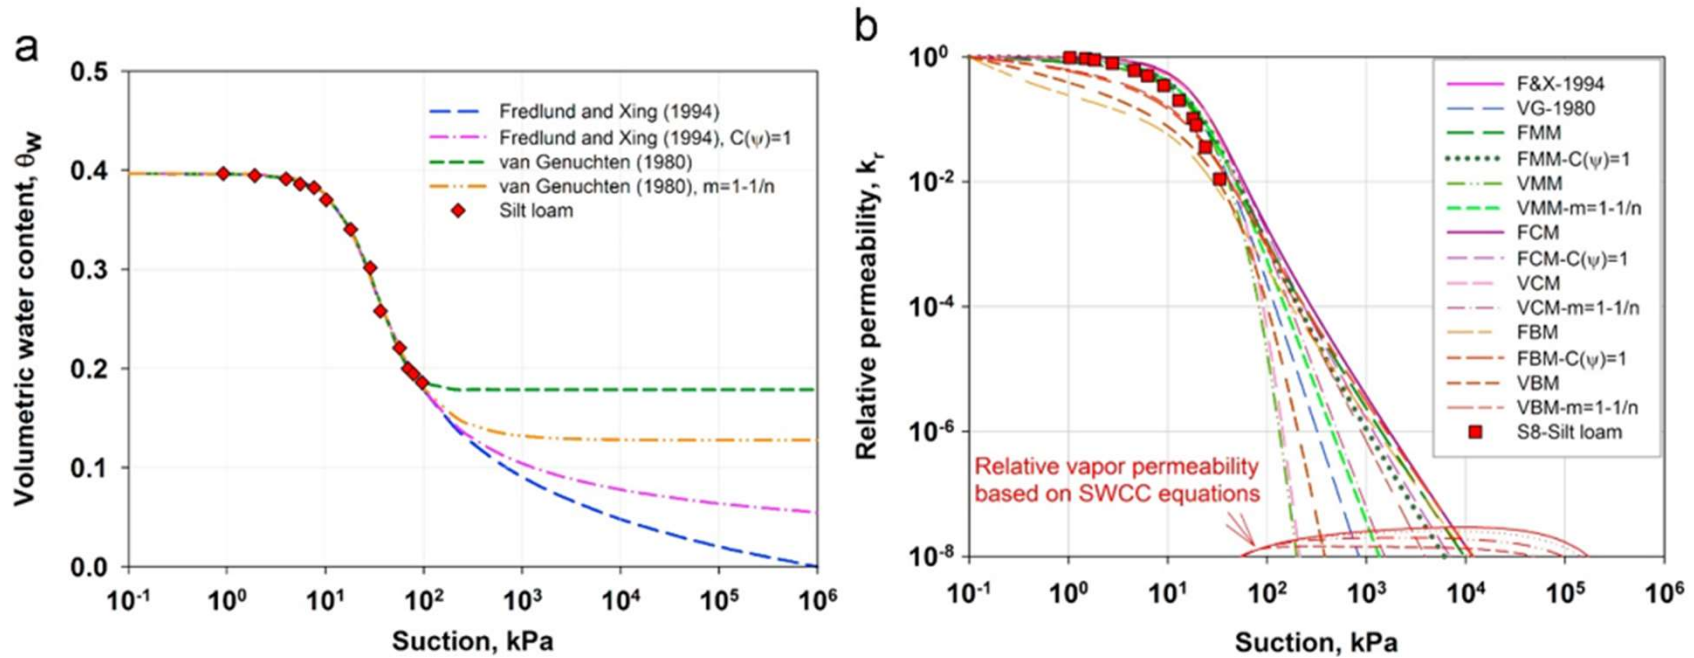 a
Volumetric water content, θw
0.5
0.4
0.3
0.2
0.1
0.0
Fredlund and Xing (1994)
Fredlund and Xing (1994), C(ψ)=1
van Genuchten (1980)
van Genuchten (1980), m=1-1/n
Silt loam
10-1 100 101 102 103 104 105 106
Suction, kPa
b
Relative permeability, kr
100
10-2
10-4
10-6
10-8
F&X-1994
VG-1980
FMM
FMM-C(ψ)=1
VMM
VMM-m=1-1/n
FCM
FCM-C(ψ)=1
VCM
VCM-m=1-1/n
FBM
FBM-C(ψ)=1
VBM
VBM-m=1-1/n
S8-Silt loam
Relative vapor permeability
based on SWCC equations
10-1 100 101 102 103 104 105 106
Suction, kPa